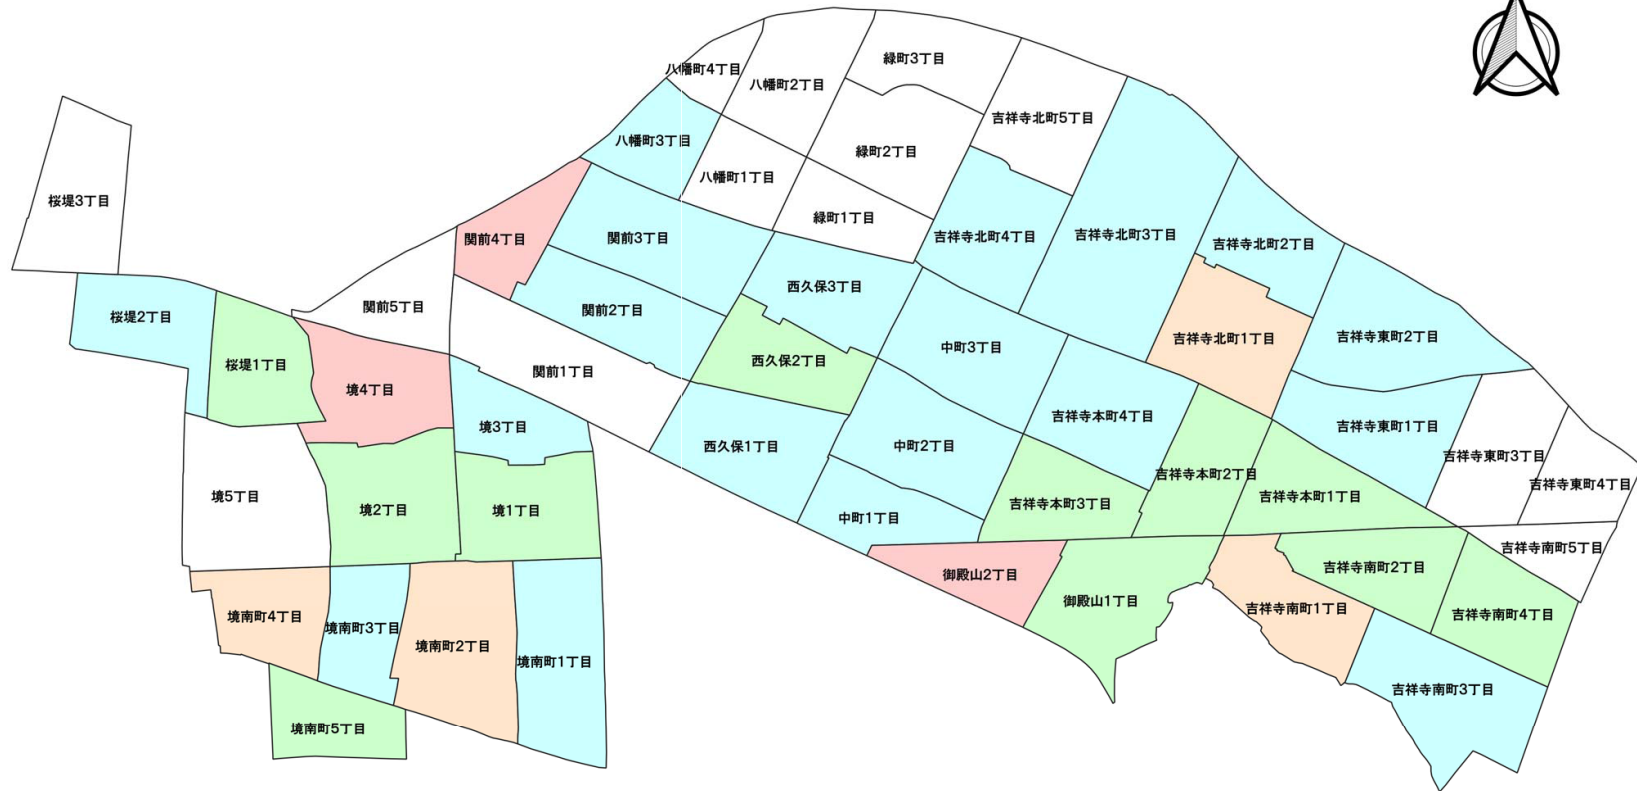 八幡町4丁目
八幡町2丁目
緑町3丁目
吉祥寺北町5丁目
八幡町3丁目
緑町2丁目
八幡町1丁目
緑町1丁目
桜堤3丁目
関前4丁目
関前3丁目
吉祥寺北町4丁目
吉祥寺北町3丁目
吉祥寺北町2丁目
西久保3丁目
関前5丁目
関前2丁目
桜堤2丁目
吉祥寺北町1丁目
吉祥寺東町2丁目
中町3丁目
西久保2丁目
桜堤1丁目
関前1丁目
境4丁目
吉祥寺本町4丁目
吉祥寺東町1丁目
境3丁目
西久保1丁目
中町2丁目
吉祥寺東町3丁目
吉祥寺本町2丁目
吉祥寺東町4丁目
境5丁目
吉祥寺本町1丁目
吉祥寺本町3丁目
境2丁目
境1丁目
中町1丁目
吉祥寺南町5丁目
吉祥寺南町2丁目
御殿山2丁目
御殿山1丁目
吉祥寺南町1丁目
吉祥寺南町4丁目
境南町4丁目
境南町3丁目
境南町2丁目
境南町1丁目
吉祥寺南町3丁目
境南町5丁目